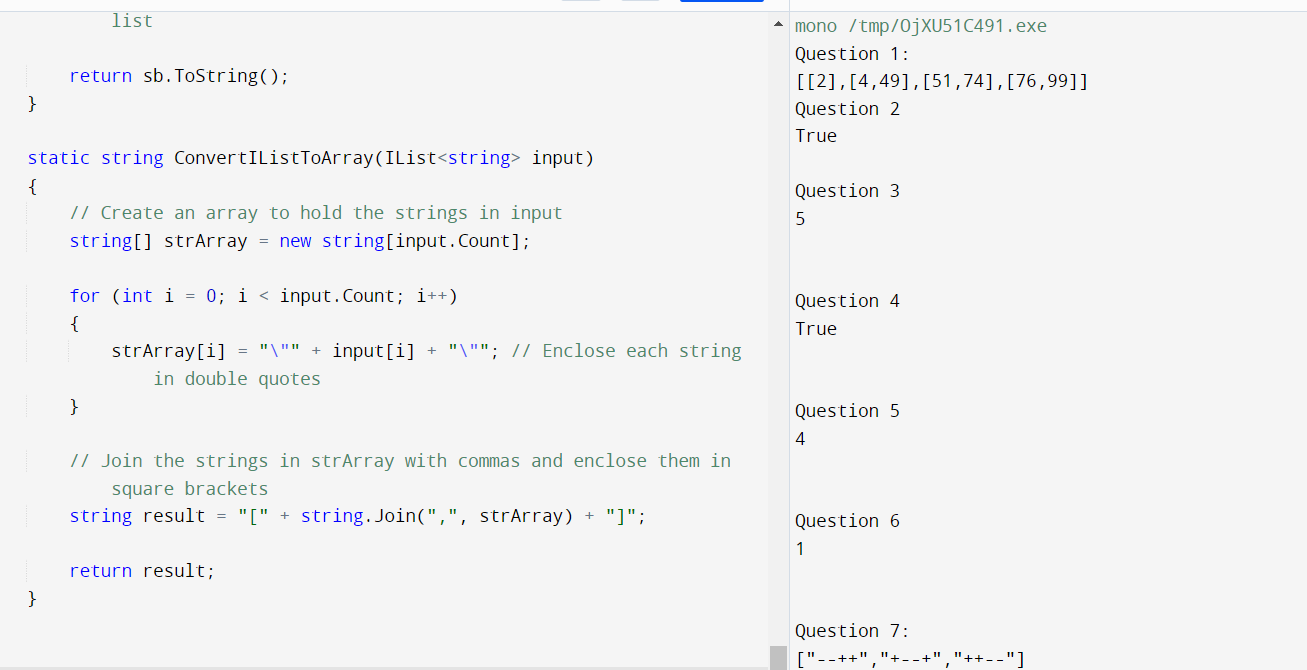 list
return sb.ToString();
}
static string ConvertIListToArray(IList<string> input)
{
// Create an array to hold the strings in input
string[] strArray = new string[input.Count];
for (int i = 0; i < input.Count; i++)
{
strArray[i] = "\"" + input[i] + "\""; // Enclose each string
in double quotes
}
// Join the strings in strArray with commas and enclose them in
square brackets
string result = "[" + string.Join(",", strArray) + "]";
return result;
}
mono /tmp/OjXU51C491.exe
Question 1:
[[2],[4,49],[51,74],[76,99]]
Question 2
True
Question 3
5
Question 4
True
Question 5
4
Question 6
1
Question 7:
["--++","+--+","++--"]